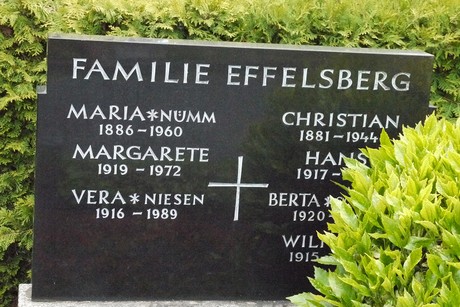 FAMILIE EFFELSBERG
MARIA*NÜMM
1886-1960
MARGARETE
1919-1972
VERA*NIESEN
1916-1989
CHRISTIAN
1881-1944
HANS
1917-
BERTA*
1920
1915-